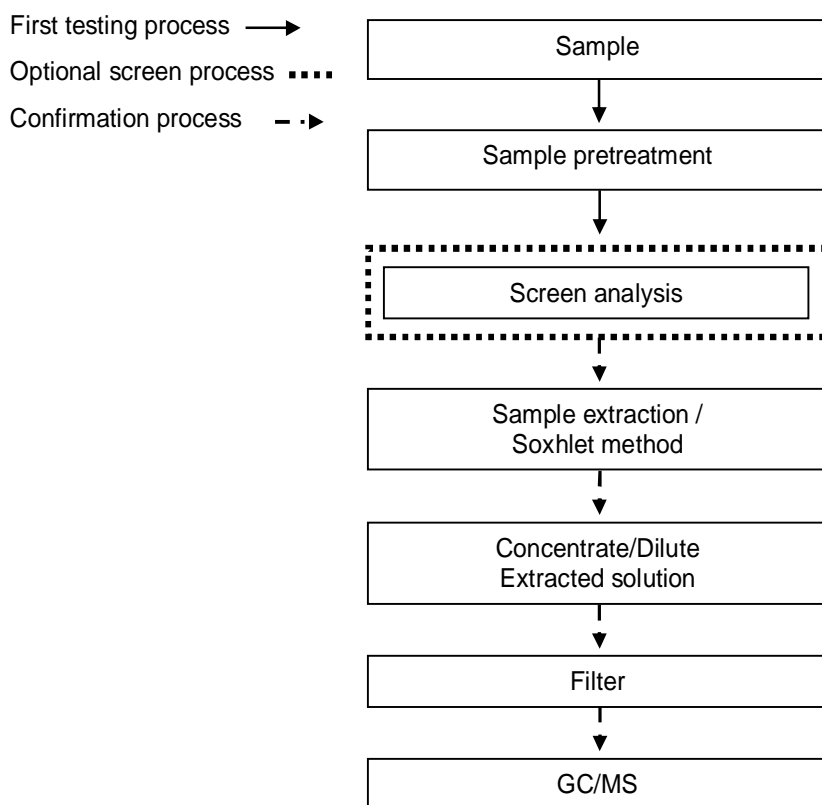 First testing process
Optional screen process
Confirmation process
Sample
Sample pretreatment
Screen analysis
Sample extraction /
Soxhlet method
Concentrate/Dilute
Extracted solution
Filter
GC/MS